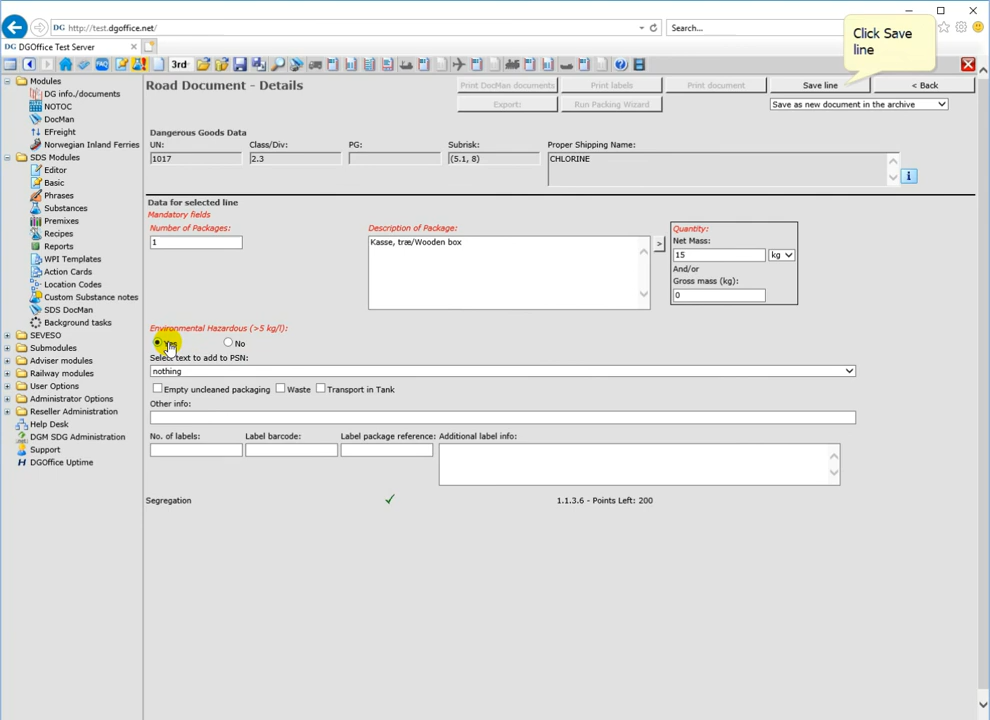 Click Save
line
DG http://test.dgoffice.net/
Search...
DG DGOffice Test Server
3rd
Modules
DG info./documents
NOTOC
DocMan
EFreight
Norwegian Inland Ferries
SDS Modules
Editor
Basic
Phrases
Substances
Premixes
Recipes
Reports
WPI Templates
Action Cards
Location Codes
Custom Substance notes
SDS DocMan
Background tasks
SEVESO
Submodules
Adviser modules
Railway modules
User Options
Administrator Options
Reseller Administration
Help Desk
DGM SDG Administration
Support
H DGOffice Uptime
Road Document - Details
Print DocMan documents
Print labels
Print document
Save line
< Back
Export:
Run Packing Wizard
Save as new document in the archive
Dangerous Goods Data
UN: Class/Div: PG: Subrisk: Proper Shipping Name:
1017 2.3 (5.1, 8) CHLORINE
i
Data for selected line
Mandatory fields
Number of Packages: Description of Package: Quantity:
1 Kasse, træ/Wooden box >
Net Mass:
15 kg
And/or
Gross mass (kg):
0
Environmental Hazardous (>5 kg/l):
Yes No
Select text to add to PSN:
nothing
Empty uncleaned packaging Waste Transport in Tank
Other info:
No. of labels: Label barcode: Label package reference: Additional label info:
Segregation 1.1.3.6 - Points Left: 200